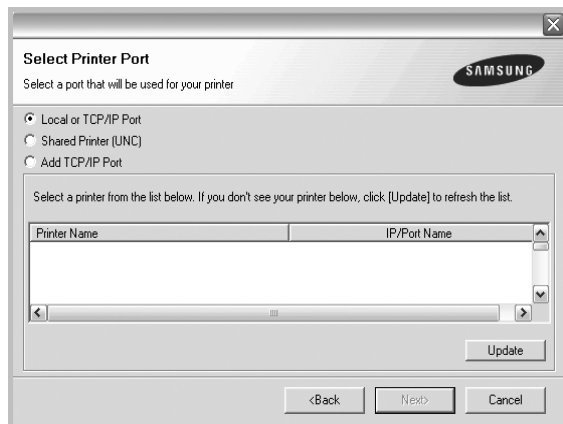 Select Printer Port
Select a port that will be used for your printer
SAMSUNG
Local or TCP/IP Port
Shared Printer (UNC)
Add TCP/IP Port
Select a printer from the list below. If you don't see your printer below, click [Update] to refresh the list.
Printer Name IP/Port Name
Update
<Back Next> Cancel